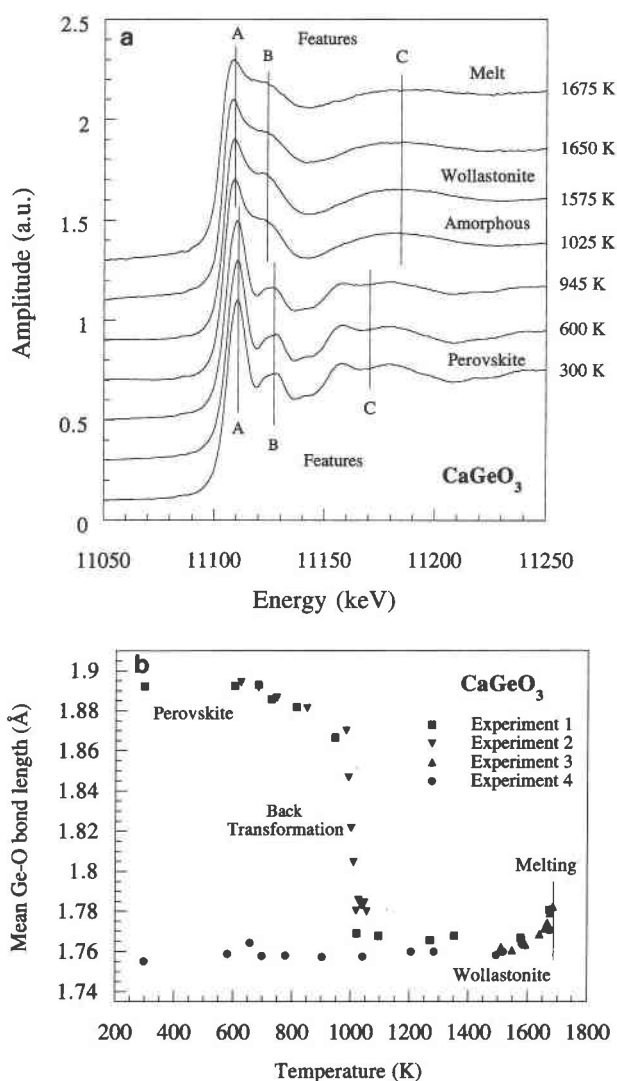 a
Features
A
B
C
Melt
Wollastonite
Amorphous
Perovskite
1675 K
1650 K
1575 K
1025 K
945 K
600 K
300 K
A
B
C
Features
CaGeO3
2.5
2
1.5
1
0.5
0
Amplitude (a.u.)
11050
11100
11150
11200
11250
Energy (keV)
b
CaGeO3
Perovskite
Experiment 1
Experiment 2
Experiment 3
Experiment 4
Back
Transformation
Melting
Wollastonite
1.9
1.88
1.86
1.84
1.82
1.8
1.78
1.76
1.74
Mean Ge-O bond length (Å)
200
400
600
800
1000
1200
1400
1600
1800
Temperature (K)